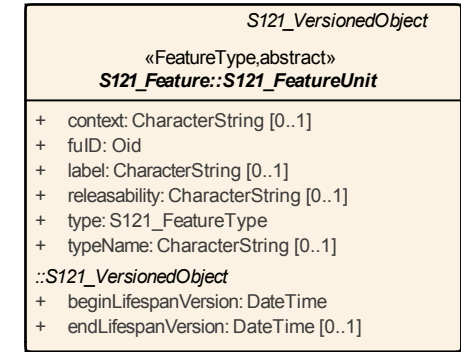 S121_VersionedObject
«FeatureType,abstract»
S121_Feature::S121_FeatureUnit
+ context: CharacterString [0..1]
+ fuID: Oid
+ label: CharacterString [0..1]
+ releasability: CharacterString [0..1]
+ type: S121_FeatureType
+ typeName: CharacterString [0..1]
::S121_VersionedObject
+ beginLifespanVersion: DateTime
+ endLifespanVersion: DateTime [0..1]